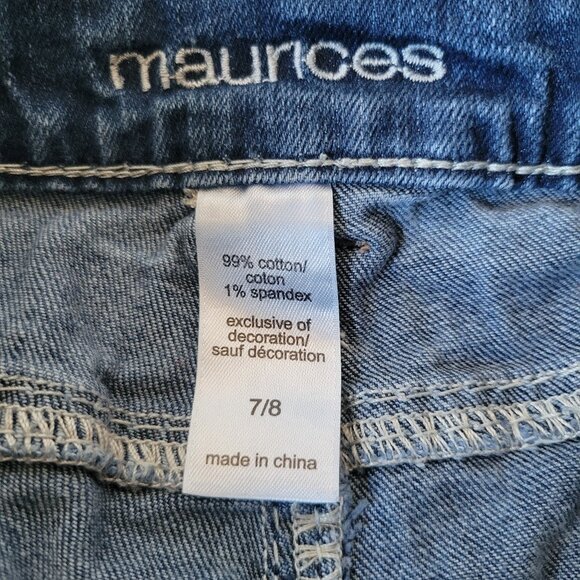 maurices
99% cotton/
coton
1% spandex
exclusive of
decoration/
sauf décoration
7/8
made in china